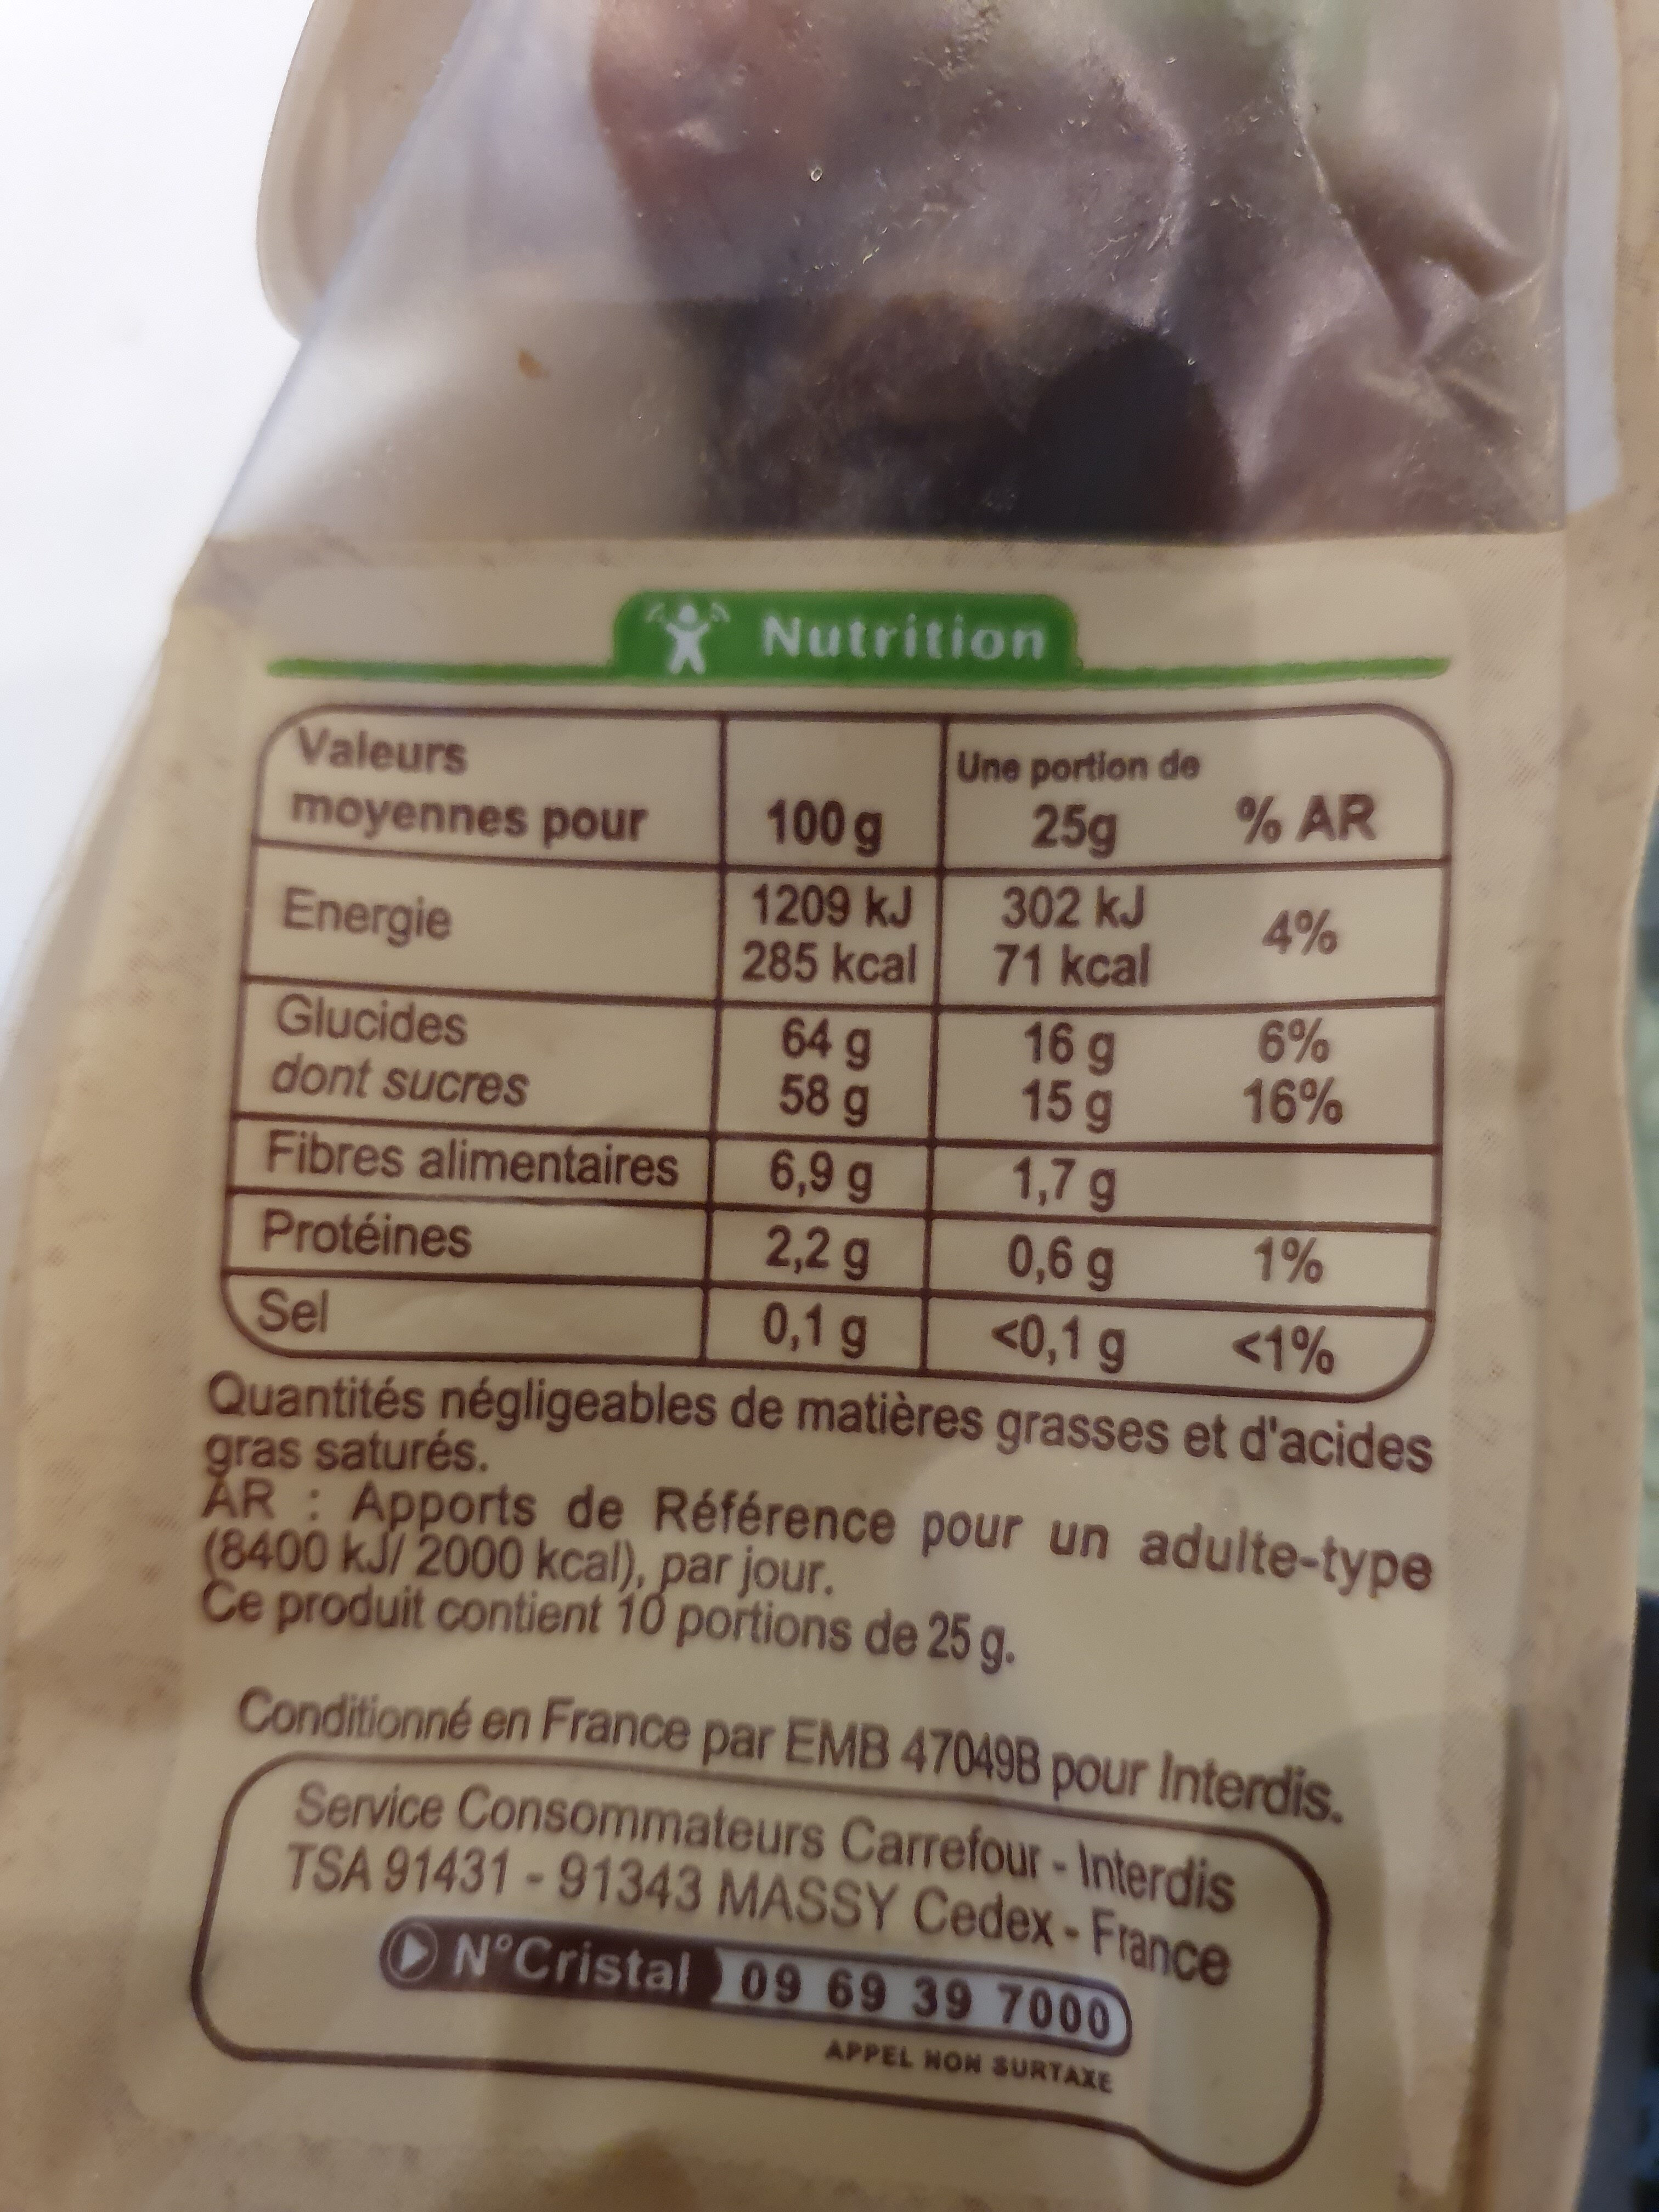 Nutrition
Valeurs
moyennes pour 100 g Une portion de 25g % AR
Energie 1209 kJ 302 kJ 4%
285 kcal 71 kcal
Glucides 64 g 16 g 6%
dont sucres 58 g 15 g 16%
Fibres alimentaires 6,9 g 1,7 g
Protéines 2,2 g 0,6 g 1%
Sel 0,1 g <0,1 g <1%
Quantités négligeables de matières grasses et d'acides
gras saturés.
AR : Apports de Référence pour un adulte-type
(8400 kJ/ 2000 kcal), par jour.
Ce produit contient 10 portions de 25 g.
Conditionné en France par EMB 47049B pour Interdis.
Service Consommateurs Carrefour - Interdis
TSA 91431 - 91343 MASSY Cedex - France
N°Cristal 09 69 39 7000
APPEL NON SURTAXE